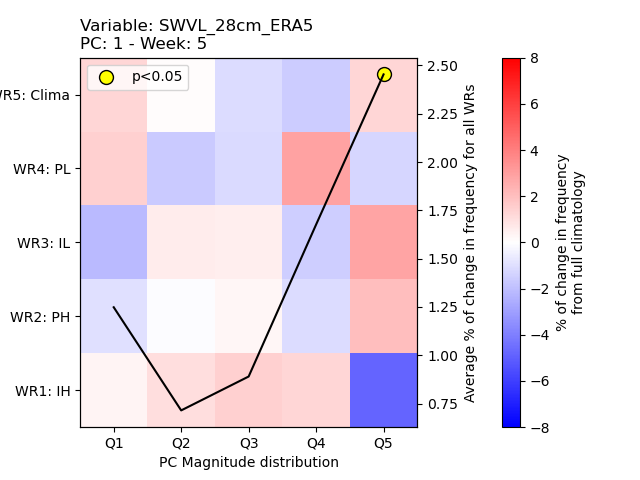 Variable: SWVL_28cm_ERA5
PC: 1 - Week: 5
p<0.05
WR5: Clima
WR4: PL
WR3: IL
WR2: PH
WR1: IH
Q1 Q2 Q3 Q4 Q5
PC Magnitude distribution
2.50
2.25
2.00
1.75
1.50
1.25
1.00
0.75
Average % of change in frequency for all WRs
8
6
4
2
0
−2
−4
−6
−8
% of change in frequency
from full climatology